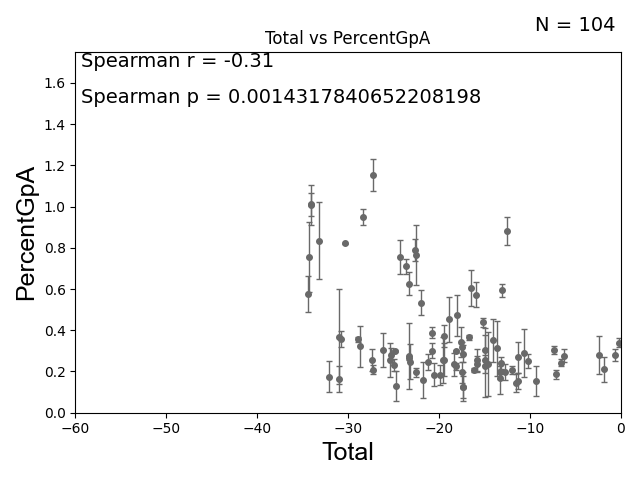 N = 104
Total vs PercentGpA
Spearman r = -0.31
Spearman p = 0.0014317840652208198
1.6
1.4
1.2
1.0
0.8
0.6
0.4
0.2
0.0
PercentGpA
−60 −50 −40 −30 −20 −10 0
Total